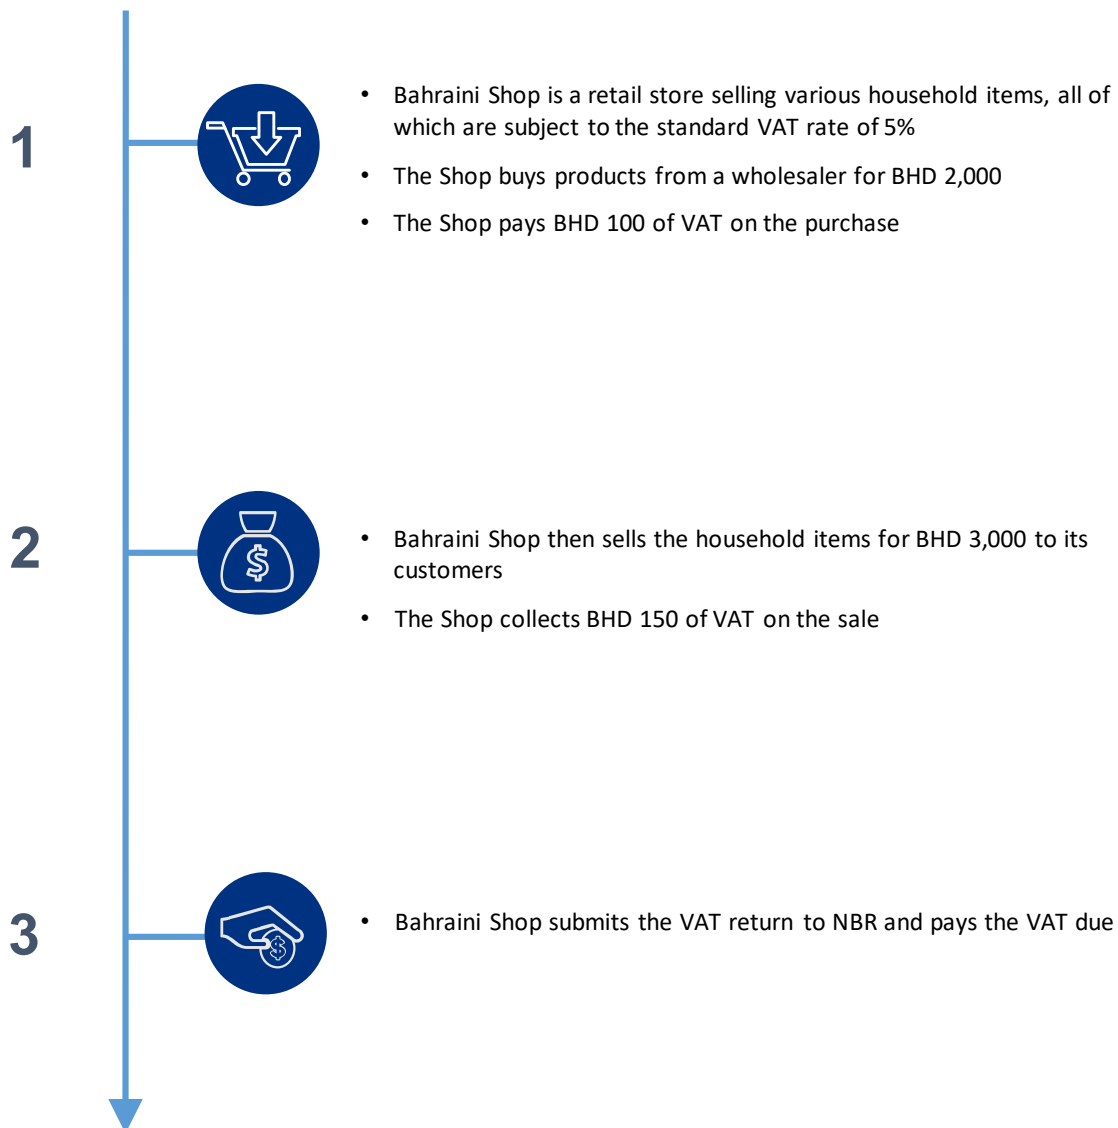 1
• Bahraini Shop is a retail store selling various household items, all of
which are subject to the standard VAT rate of 5%
• The Shop buys products from a wholesaler for BHD 2,000
• The Shop pays BHD 100 of VAT on the purchase
2
$
• Bahraini Shop then sells the household items for BHD 3,000 to its
customers
• The Shop collects BHD 150 of VAT on the sale
3
$
• Bahraini Shop submits the VAT return to NBR and pays the VAT due